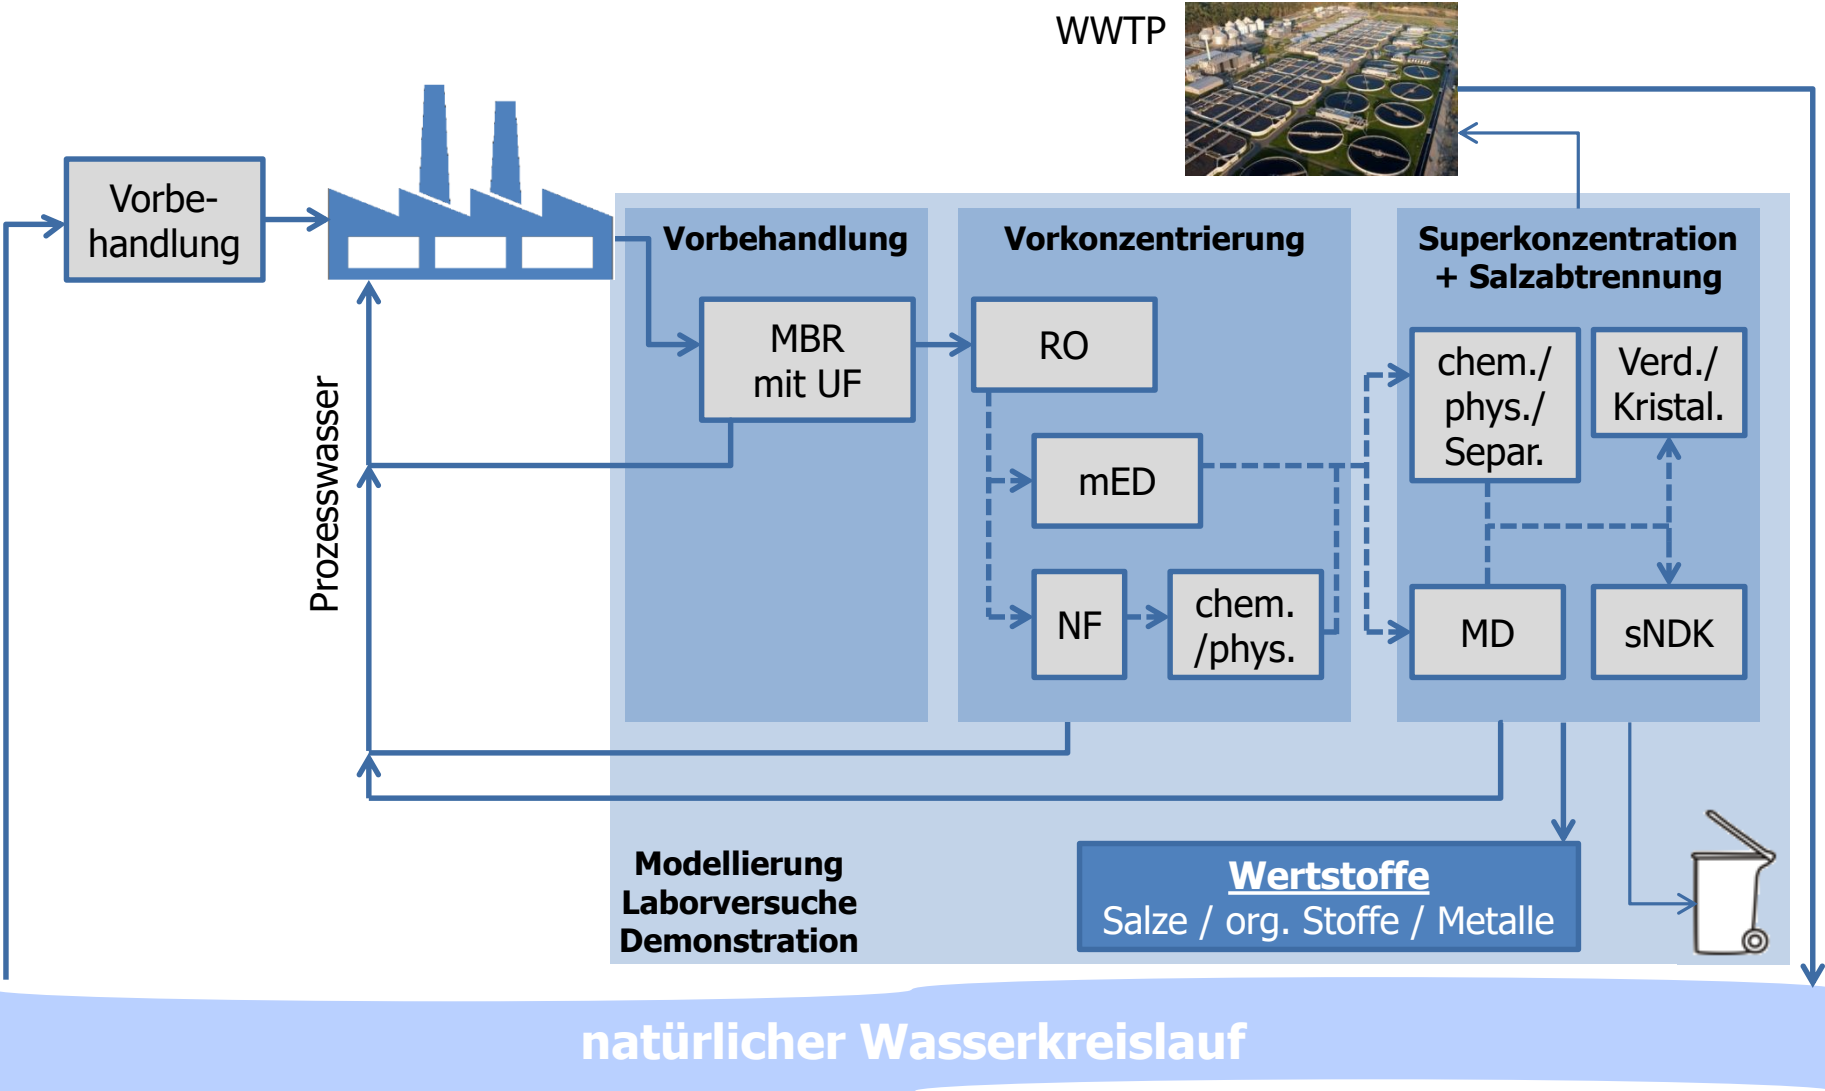 WWTP
Vorbe-
handlung
Vorbehandlung
Vorkonzentrierung
Superkonzentration
+ Salzabtrennung
MBR
mit UF
RO
mED
NF
chem.
/phys.
chem./
phys./
Separ.
Verd./
Kristal.
MD
sNDK
Prozesswasser
Modellierung
Laborversuche
Demonstration
Wertstoffe
Salze / org. Stoffe / Metalle
natürlicher Wasserkreislauf